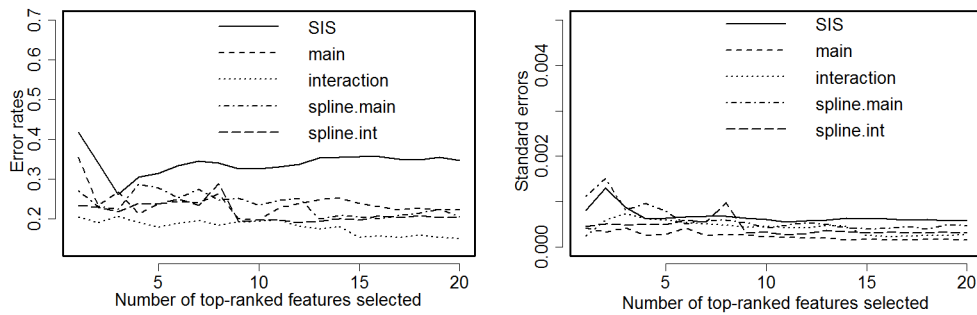 Error rates
0.7
0.6
0.5
0.4
0.3
0.2
SIS
main
interaction
spline.main
spline.int
5
10
15
20
Number of top-ranked features selected
Standard errors
0.004
0.002
0.000
SIS
main
interaction
spline.main
spline.int
5
10
15
20
Number of top-ranked features selected